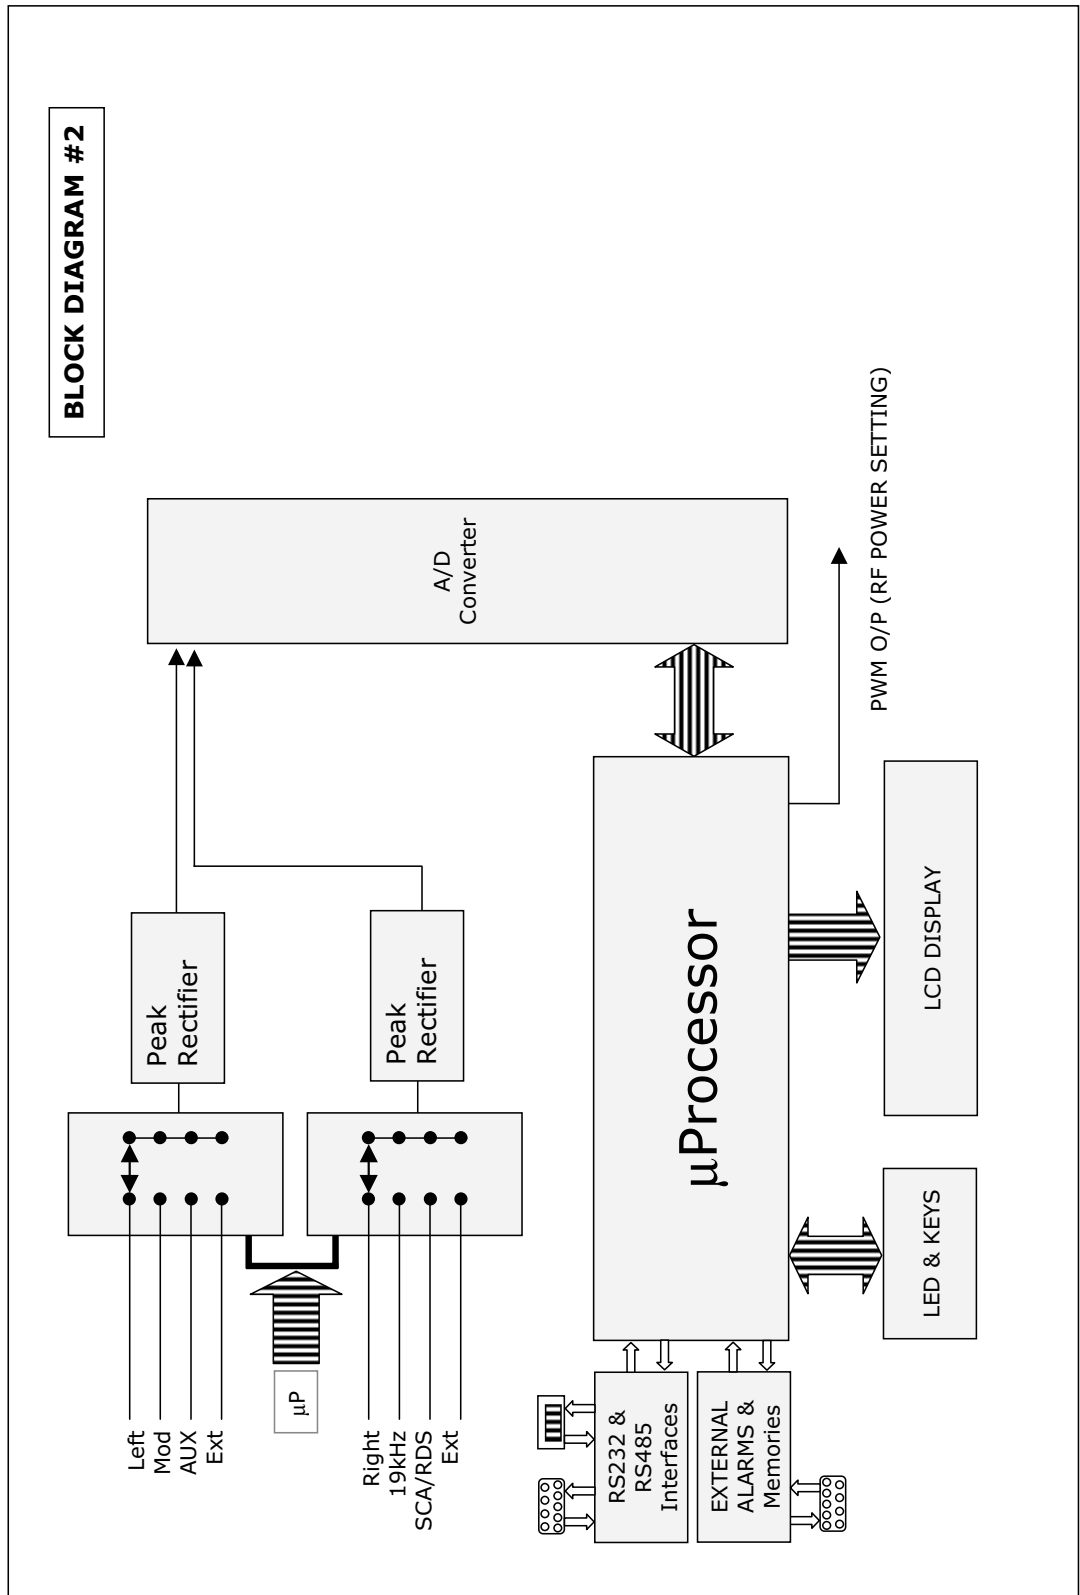 BLOCK DIAGRAM #2
Left
Mod
AUX
Ext
µP
Right
19kHz
SCA/RDS
Ext
Peak
Rectifier
Peak
Rectifier
A/D
Converter
µProcessor
RS232 &
RS485
Interfaces
EXTERNAL
ALARMS &
Memories
LED & KEYS
LCD DISPLAY
PWM O/P (RF POWER SETTING)